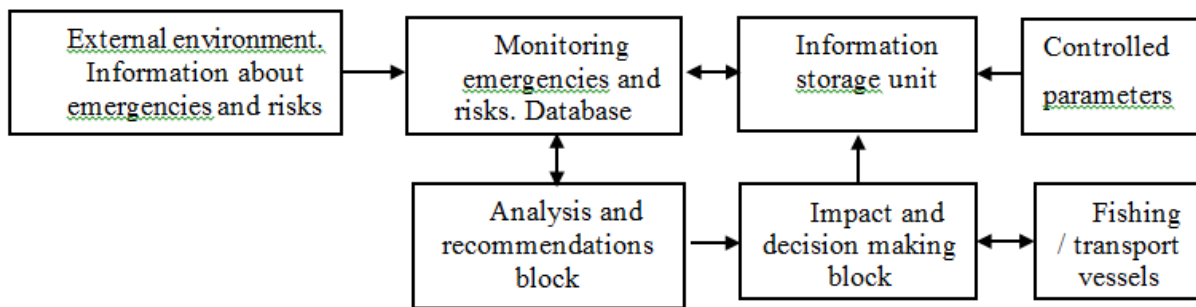 External environment.
Information about
emergencies and risks
Monitoring
emergencies and
risks. Database
Information
storage unit
Controlled
parameters
Analysis and
recommendations
block
Impact and
decision making
block
Fishing
/ transport
vessels